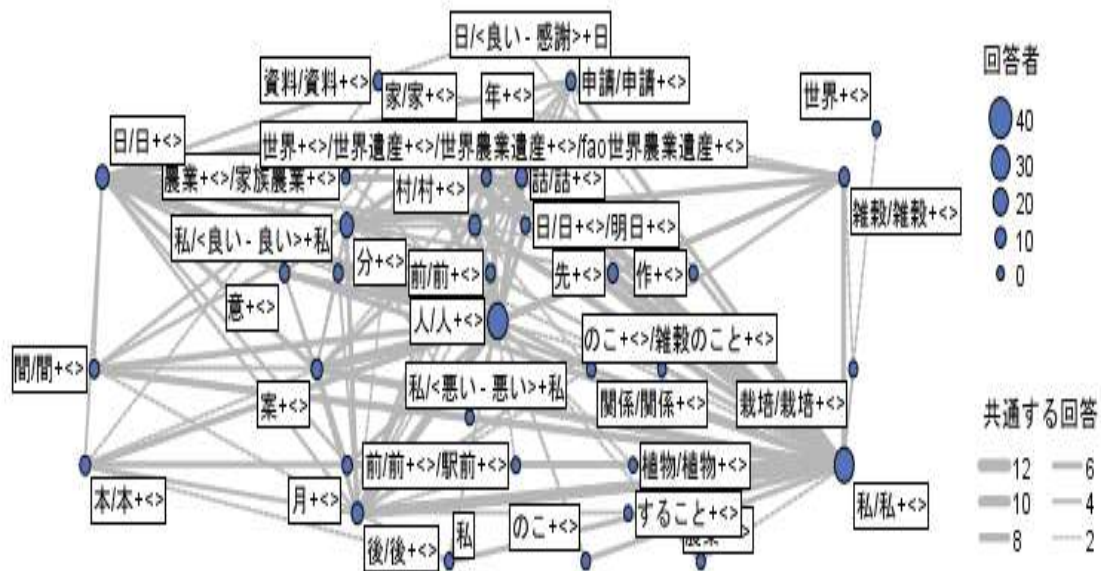 日/<良い - 感謝>+日
資料/資料+<>
家/家+<>
年+<>
申請/申請+<>
世界+<>
日/日+<>
世界+<>/世界遺産+<>/世界農業遺産+<>/fao世界農業遺産+<>
農業+<>/家族農業+<>
村/村+<>
話/話+<>
雑穀/雑穀+<>
私/<良い - 良い>+私
分+<>
日/日+<>/明日+<>
前/前+<>
先+<>
作+<>
意+<>
人/人+<>
のこ+<>/雑穀のこと+<>
間/間+<>
私/<悪い - 悪い>+私
関係/関係+<>
栽培/栽培+<>
案+<>
前/前+<>/駅前+<>
植物/植物+<>
本/本+<>
月+<>
私/私+<>
後/後+<>
私
のこ+<>
すること+<>
回答者
40
30
20
10
0
共通する回答
12
6
10
4
8
2